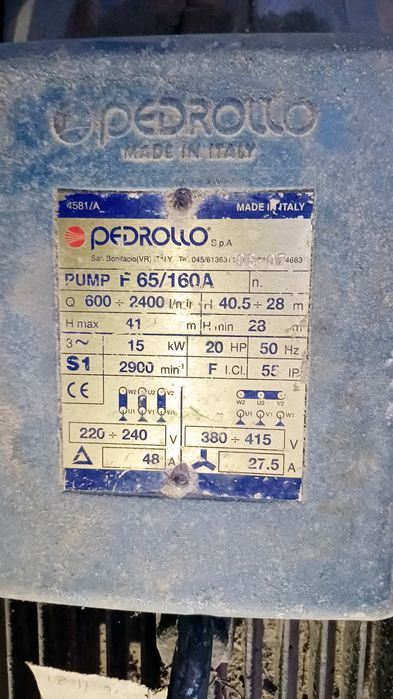 PEDROLLO
MADE IN ITALY
4581/A MADE IN ITALY
PEDROLLO S.p.A
San Bonifacio(VR) ITALY Tel. 4663
PUMP F 65/160A n.
Q 600 ÷ 2400 l/min H 40.5 ÷ 28 m
H max 41 m H min 28 m
3~ 15 kW 20 HP 50 Hz
S1 2900 min⁻¹ F I.Cl. 55 IP
CE
W2 U2 V2 W2 U2 V2
U1 V1 W1 U1 V1 W1
220 ÷ 240 V 380 ÷ 415 V
48 A 27.5 A